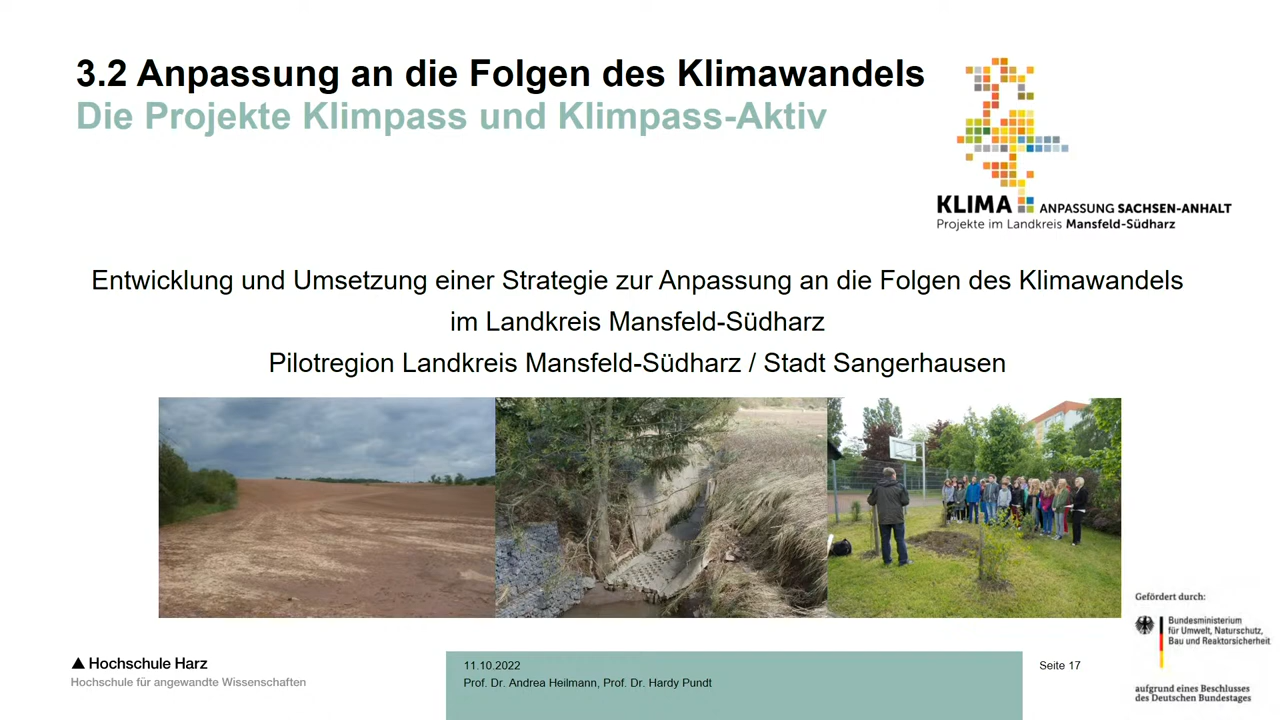 3.2 Anpassung an die Folgen des Klimawandels
Die Projekte Klimpass und Klimpass-Aktiv
KLIMA ANPASSUNG SACHSEN-ANHALT
Projekte im Landkreis Mansfeld-Südharz
Entwicklung und Umsetzung einer Strategie zur Anpassung an die Folgen des Klimawandels
im Landkreis Mansfeld-Südharz
Pilotregion Landkreis Mansfeld-Südharz / Stadt Sangerhausen
Gefördert durch:
Bundesministerium
für Umwelt, Naturschutz,
Bau und Reaktorsicherheit
aufgrund eines Beschlusses
des Deutschen Bundestages
Hochschule Harz
Hochschule für angewandte Wissenschaften
11.10.2022
Prof. Dr. Andrea Heilmann, Prof. Dr. Hardy Pundt
Seite 17